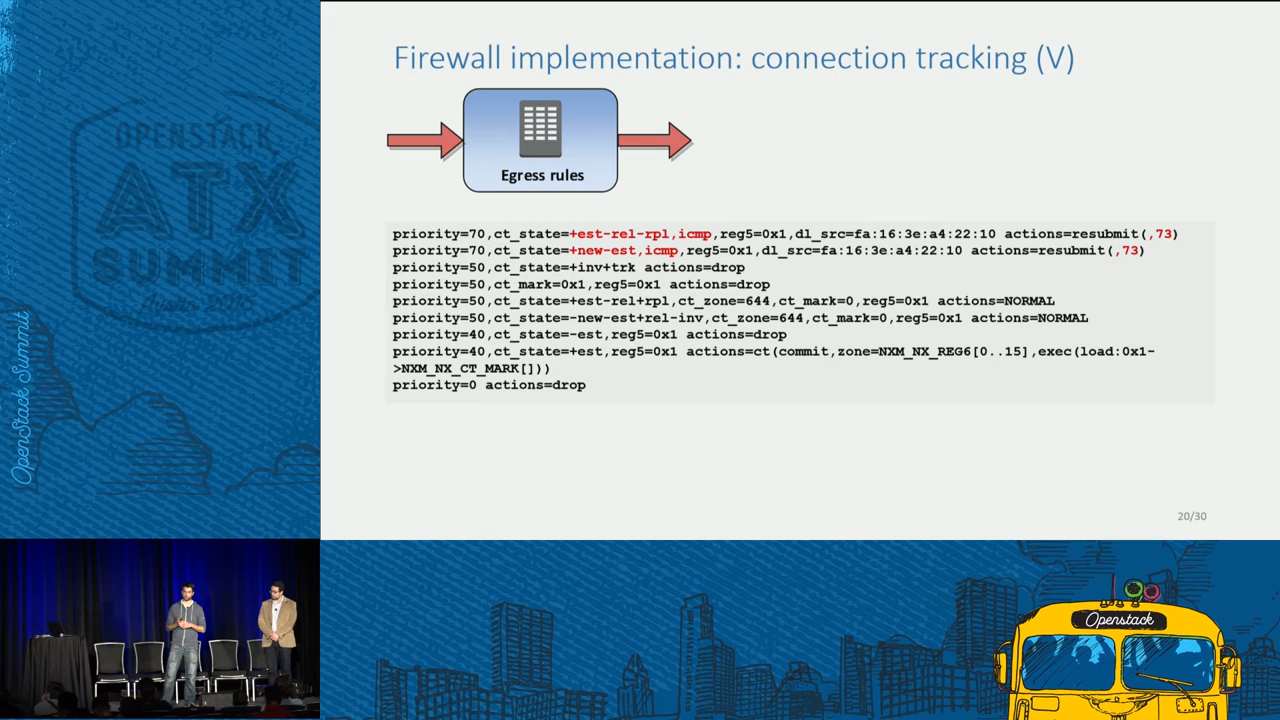 Firewall implementation: connection tracking (V)
Egress rules
priority=70,ct_state=+est-rel-rpl,icmp,reg5=0x1,dl_src=fa:16:3e:a4:22:10 actions=resubmit(,73)
priority=70,ct_state=+new-est,icmp,reg5=0x1,dl_src=fa:16:3e:a4:22:10 actions=resubmit(,73)
priority=50,ct_state=+inv+trk actions=drop
priority=50,ct_mark=0x1,reg5=0x1 actions=drop
priority=50,ct_state=+est-rel+rpl,ct_zone=644,ct_mark=0,reg5=0x1 actions=NORMAL
priority=50,ct_state=-new-est+rel-inv,ct_zone=644,ct_mark=0,reg5=0x1 actions=NORMAL
priority=40,ct_state=-est,reg5=0x1 actions=drop
priority=40,ct_state=+est,reg5=0x1 actions=ct(commit,zone=NXM_NX_REG6[0..15],exec(load:0x1-
>NXM_NX_CT_MARK[]))
priority=0 actions=drop
20/30
OPENSTACK
ATX
SUMMIT
OpenStack Summit
Openstack